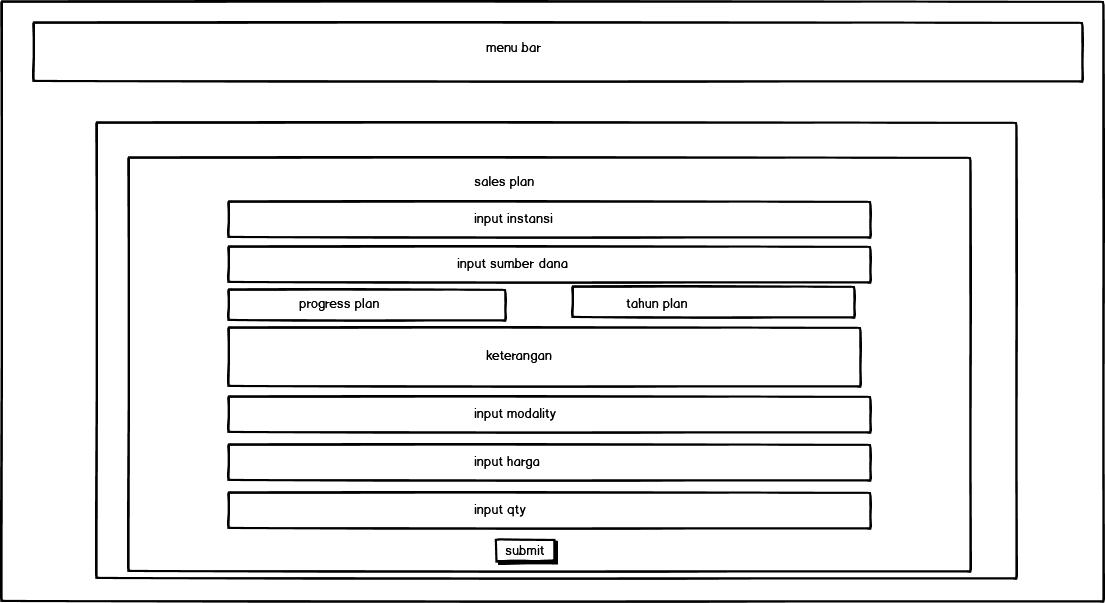 menu bar
sales plan
input instansi
input sumber dana
progress plan
tahun plan
keterangan
input modality
input harga
input qty
submit